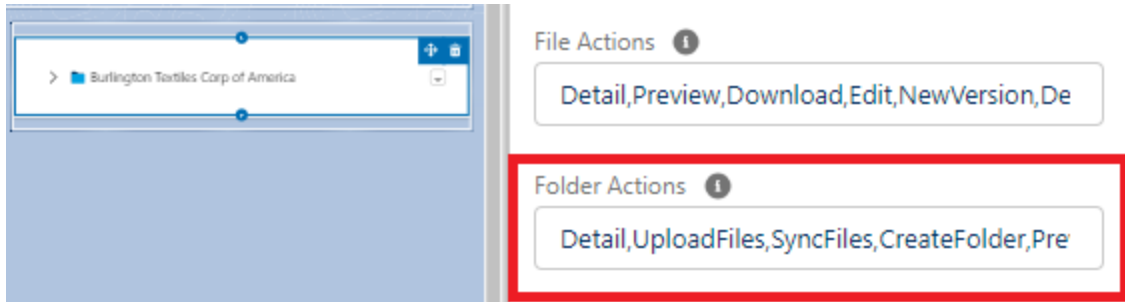 Burlington Textiles Corp of America
File Actions
Detail,Preview,Download,Edit,NewVersion,De
Folder Actions
Detail,UploadFiles,SyncFiles,CreateFolder,Pre